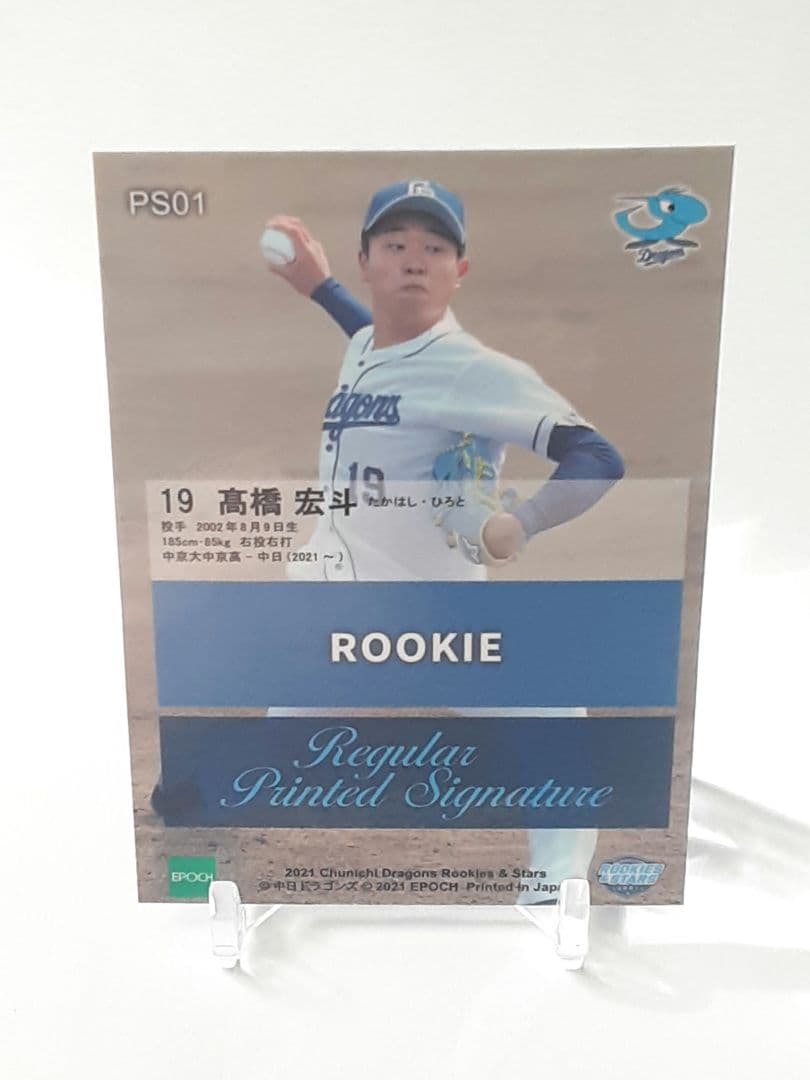 PS01
Dragons
19
19 髙橋 宏斗 たかはし・ひろと
投手 2002年8月9日生
185cm-85kg 右投右打
中京大中京高－中日(2021～)
ROOKIE
Regular
Printed Signature
EPOCH
2021 Chunichi Dragons Rookies & Stars
©中日ドラゴンズ © 2021 EPOCH Printed in Japa
ROOKIES
& STARS